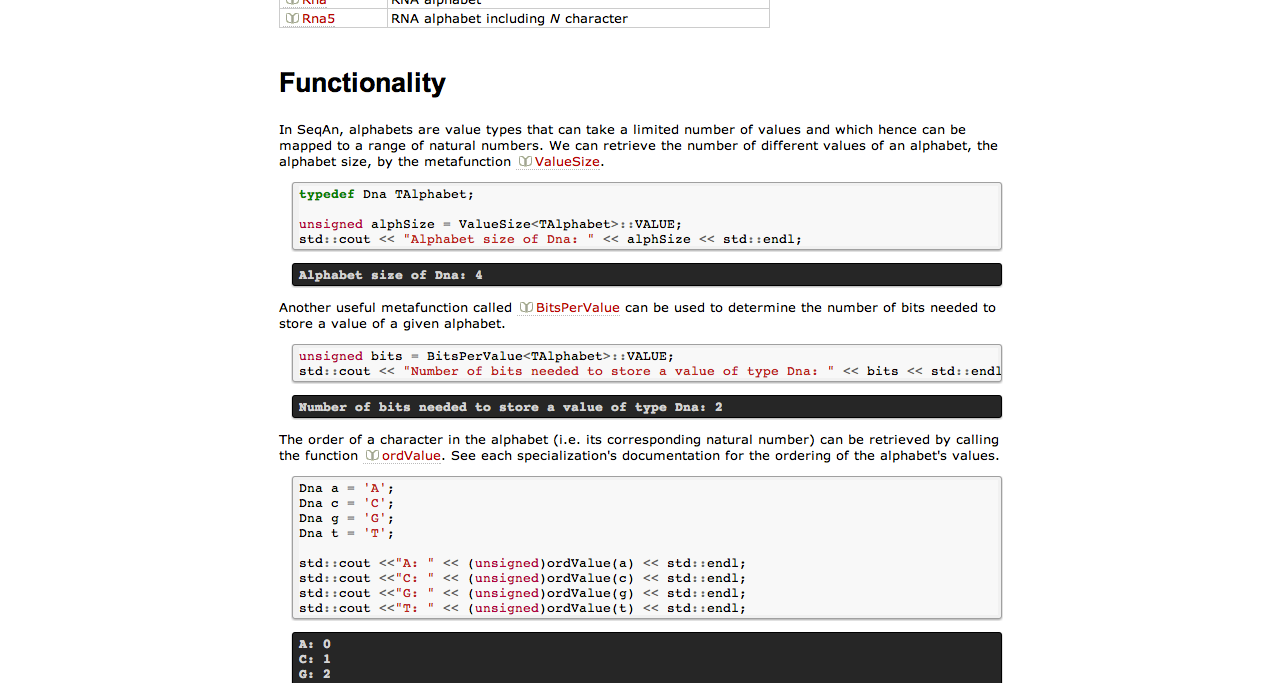 Rna RNA alphabet
Rna5 RNA alphabet including N character
Functionality
In SeqAn, alphabets are value types that can take a limited number of values and which hence can be
mapped to a range of natural numbers. We can retrieve the number of different values of an alphabet, the
alphabet size, by the metafunction ValueSize.
typedef Dna TAlphabet;
unsigned alphSize = ValueSize<TAlphabet>::VALUE;
std::cout << "Alphabet size of Dna: " << alphSize << std::endl;
Alphabet size of Dna: 4
Another useful metafunction called BitsPerValue can be used to determine the number of bits needed to
store a value of a given alphabet.
unsigned bits = BitsPerValue<TAlphabet>::VALUE;
std::cout << "Number of bits needed to store a value of type Dna: " << bits << std::endl
Number of bits needed to store a value of type Dna: 2
The order of a character in the alphabet (i.e. its corresponding natural number) can be retrieved by calling
the function ordValue. See each specialization's documentation for the ordering of the alphabet's values.
Dna a = 'A';
Dna c = 'C';
Dna g = 'G';
Dna t = 'T';
std::cout <<"A: " << (unsigned)ordValue(a) << std::endl;
std::cout <<"C: " << (unsigned)ordValue(c) << std::endl;
std::cout <<"G: " << (unsigned)ordValue(g) << std::endl;
std::cout <<"T: " << (unsigned)ordValue(t) << std::endl;
A: 0
C: 1
G: 2